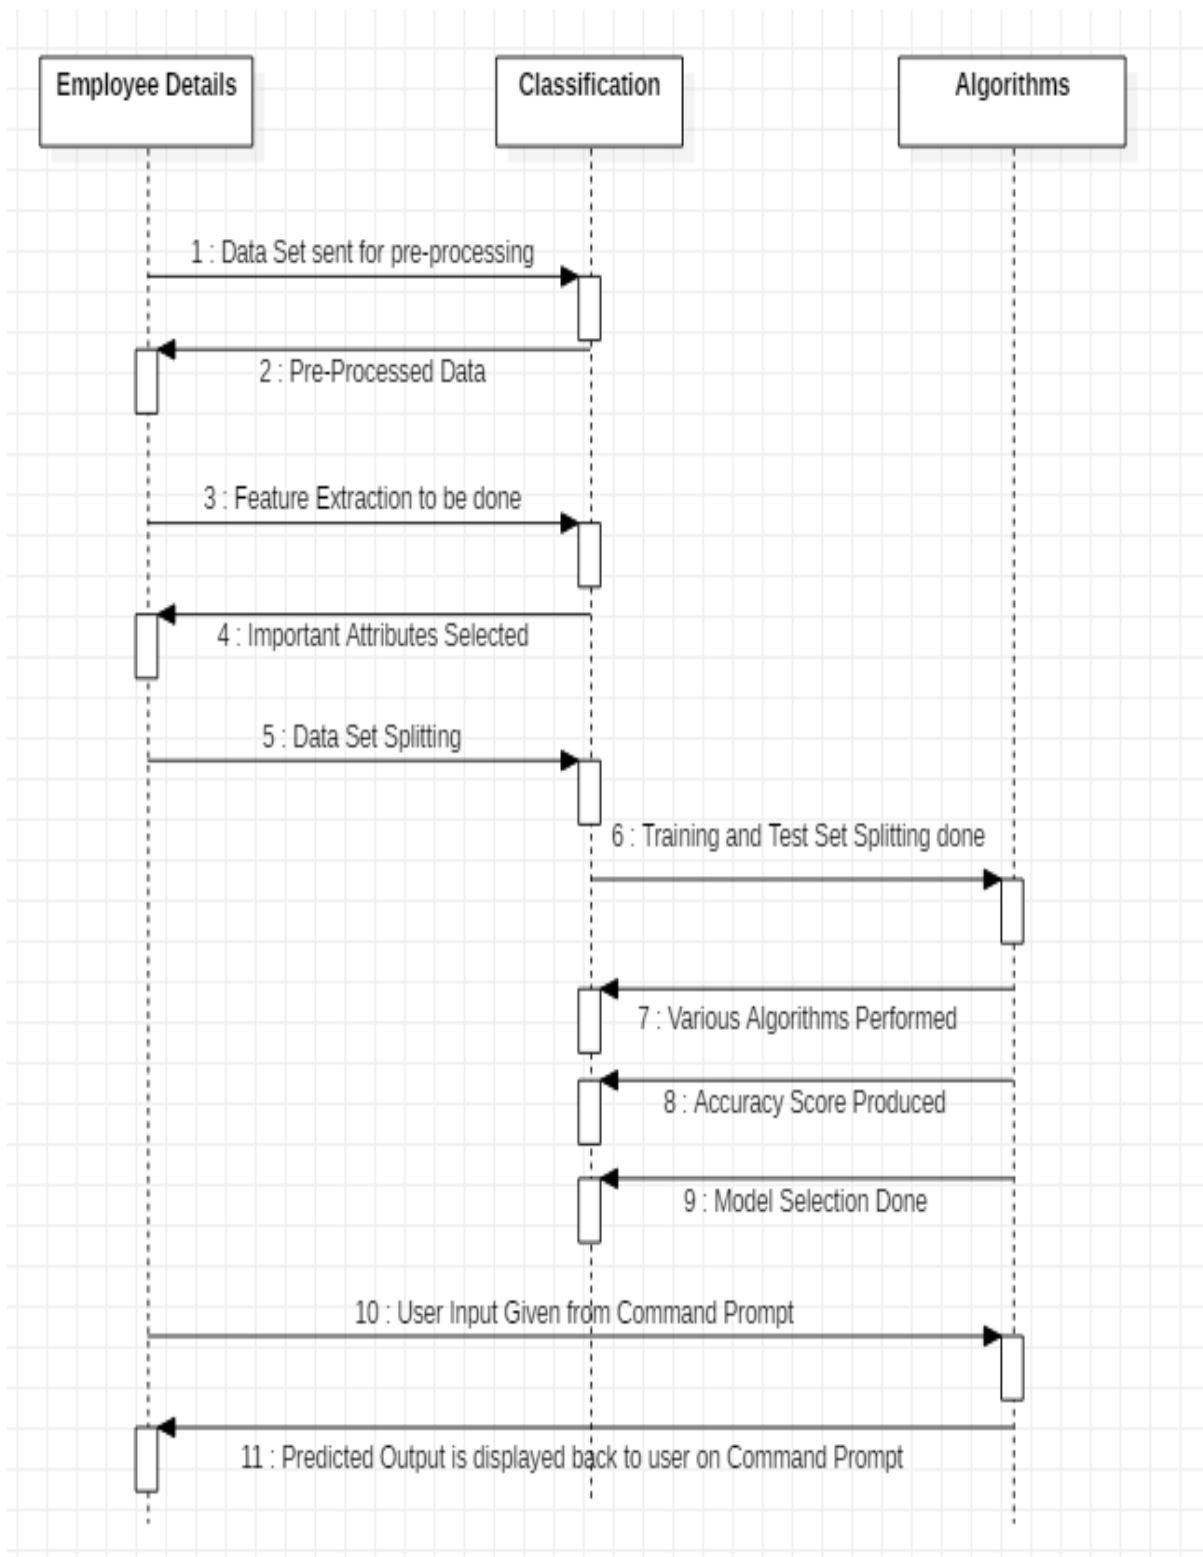 Employee Details
Classification
Algorithms
1 : Data Set sent for pre-processing
2 : Pre-Processed Data
3 : Feature Extraction to be done
4 : Important Attributes Selected
5 : Data Set Splitting
6 : Training and Test Set Splitting done
7 : Various Algorithms Performed
8 : Accuracy Score Produced
9 : Model Selection Done
10 : User Input Given from Command Prompt
11 : Predicted Output is displayed back to user on Command Prompt